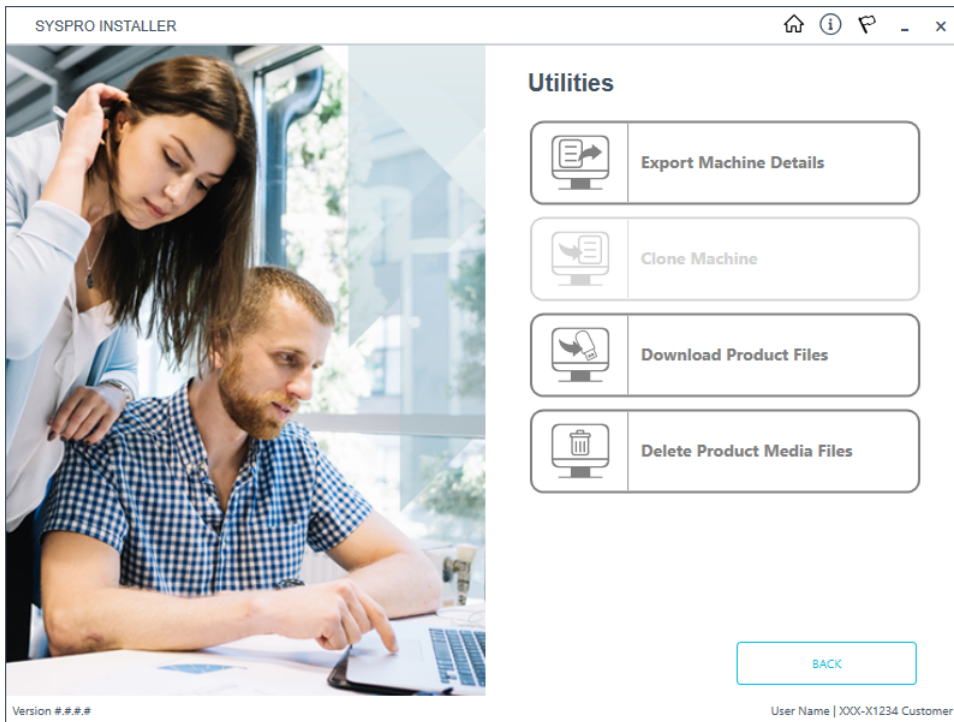 SYSPRO INSTALLER
Utilities
Export Machine Details
Clone Machine
Download Product Files
Delete Product Media Files
BACK
Version #.#.#.#
User Name | XXX-X1234 Customer